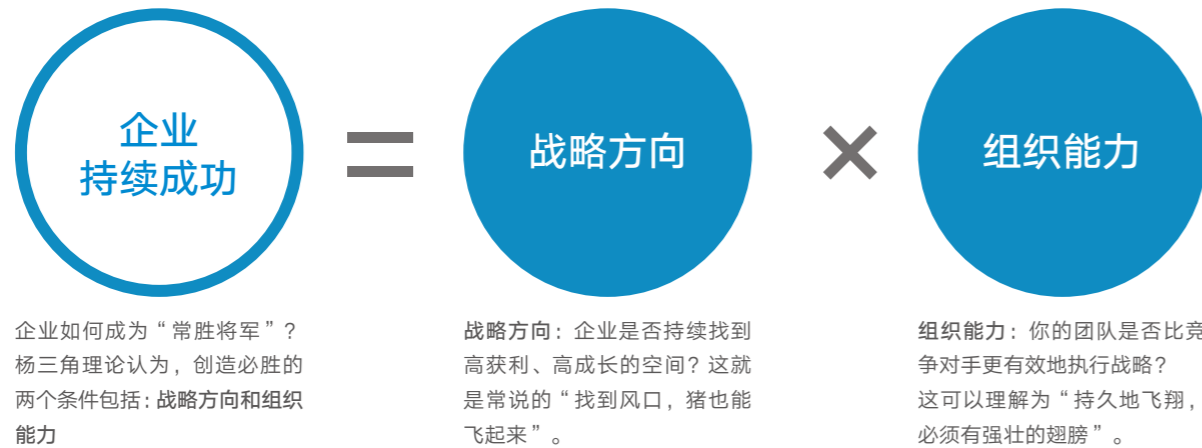 企业
持续成功
=
战略方向
×
组织能力
企业如何成为“常胜将军”？
杨三角理论认为，创造必胜的
两个条件包括：战略方向和组织
能力
战略方向：企业是否持续找到
高获利、高成长的空间？这就
是常说的“找到风口，猪也能
飞起来”。
组织能力：你的团队是否比竞
争对手更有效地执行战略？
这可以理解为“持久地飞翔，
必须有强壮的翅膀”。